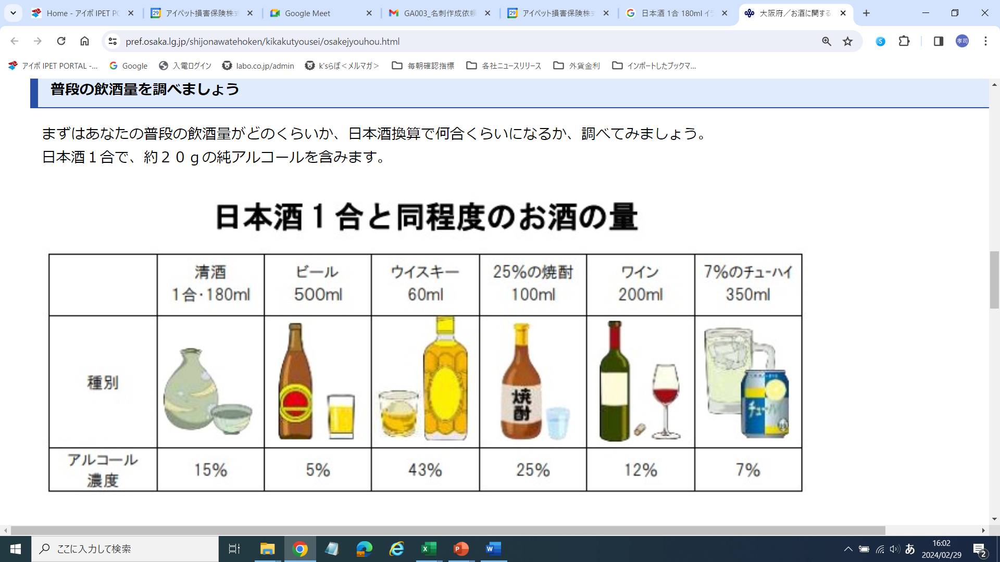 Home - アイポ IPET PO
アイペット損害保険株式
Google Meet
GA003_名刺作成依頼
アイペット損害保険株式
日本酒 1合 180ml イラ
大阪府／お酒に関する
pref.osaka.lg.jp/shijonawatehoken/kikakutyousei/osakejyouhou.html
S
孝司
アイポ IPET PORTAL -...
Google
入電ログイン
labo.co.jp/admin
k'sらぼ＜メルマガ＞
毎朝確認指標
各社ニュースリリース
外貨金利
インポートしたブックマ...
普段の飲酒量を調べましょう
まずはあなたの普段の飲酒量がどのくらいか、日本酒換算で何合くらいになるか、調べてみましょう。
日本酒１合で、約２０ｇの純アルコールを含みます。
日本酒１合と同程度のお酒の量
清酒
1合・180ml
ビール
500ml
ウイスキー
60ml
25%の焼酎
100ml
ワイン
200ml
7%のチューハイ
350ml
種別
焼
酎
チューハイ
アルコール
濃度
15%
5%
43%
25%
12%
7%
ここに入力して検索
あ
16:02
2024/02/29
2